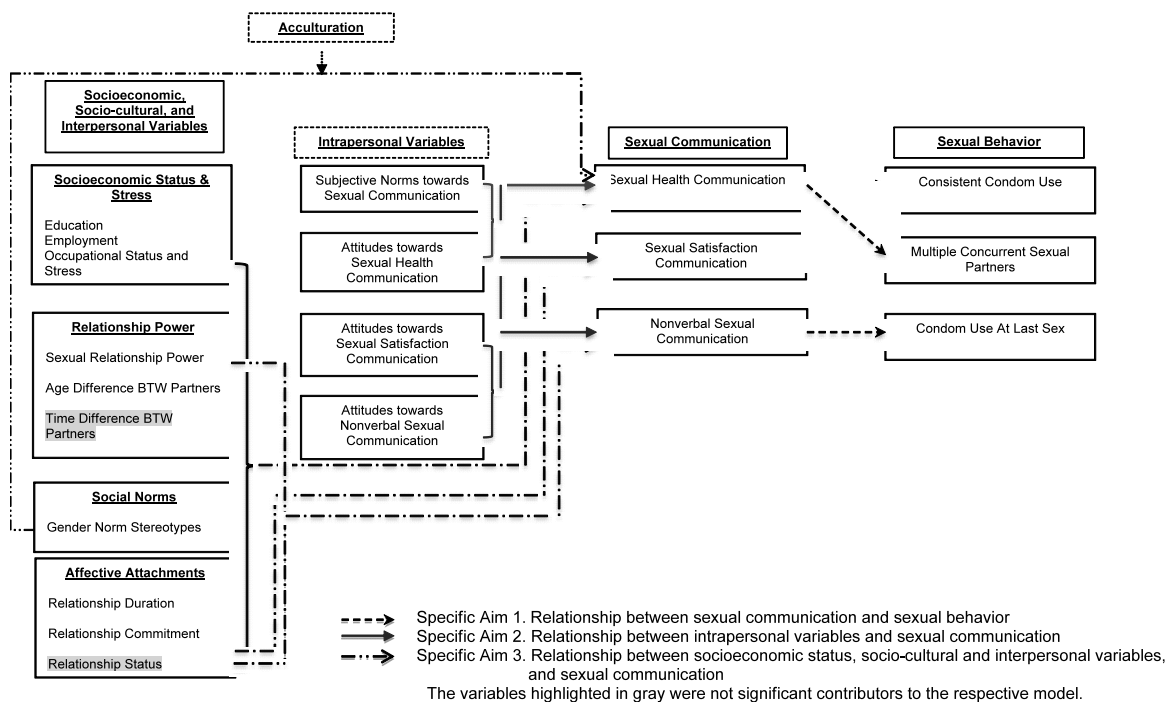 Acculturation
Socioeconomic,
Socio-cultural, and
Interpersonal Variables
Socioeconomic Status &
Stress
Education
Employment
Occupational Status and
Stress
Relationship Power
Sexual Relationship Power
Age Difference BTW Partners
Time Difference BTW
Partners
Social Norms
Gender Norm Stereotypes
Affective Attachments
Relationship Duration
Relationship Commitment
Relationship Status
Intrapersonal Variables
Subjective Norms towards
Sexual Communication
Attitudes towards
Sexual Health
Communication
Attitudes towards
Sexual Satisfaction
Communication
Attitudes towards
Nonverbal Sexual
Communication
Sexual Communication
Sexual Health Communication
Sexual Satisfaction
Communication
Nonverbal Sexual
Communication
Sexual Behavior
Consistent Condom Use
Multiple Concurrent Sexual
Partners
Condom Use At Last Sex
Specific Aim 1. Relationship between sexual communication and sexual behavior
Specific Aim 2. Relationship between intrapersonal variables and sexual communication
Specific Aim 3. Relationship between socioeconomic status, socio-cultural and interpersonal variables,
and sexual communication
The variables highlighted in gray were not significant contributors to the respective model.